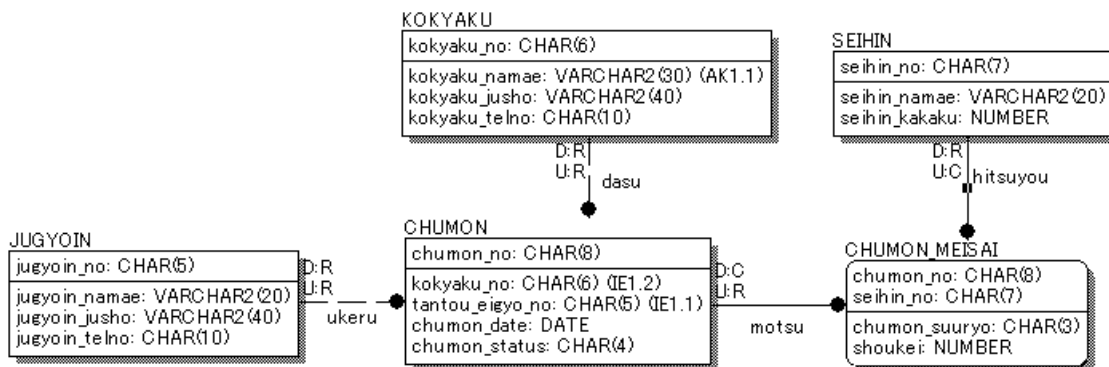 KOKYAKU
kokyaku_no: CHAR(6)
kokyaku_namae: VARCHAR2(30) (AK1.1)
kokyaku_jusho: VARCHAR2(40)
kokyaku_telno: CHAR(10)
SEIHIN
seihin_no: CHAR(7)
seihin_namae: VARCHAR2(20)
seihin_kakaku: NUMBER
D:R
U:R
dasu
D:R
U:C
hitsuyou
JUGYOIN
jugyoin_no: CHAR(5)
jugyoin_namae: VARCHAR2(20)
jugyoin_jusho: VARCHAR2(40)
jugyoin_telno: CHAR(10)
D:R
U:R
ukeru
CHUMON
chumon_no: CHAR(8)
kokyaku_no: CHAR(6) (IE1.2)
tantou_eigyo_no: CHAR(5) (IE1.1)
chumon_date: DATE
chumon_status: CHAR(4)
D:C
U:R
motsu
CHUMON_MEISAI
chumon_no: CHAR(8)
seihin_no: CHAR(7)
chumon_suuryo: CHAR(3)
shoukei: NUMBER